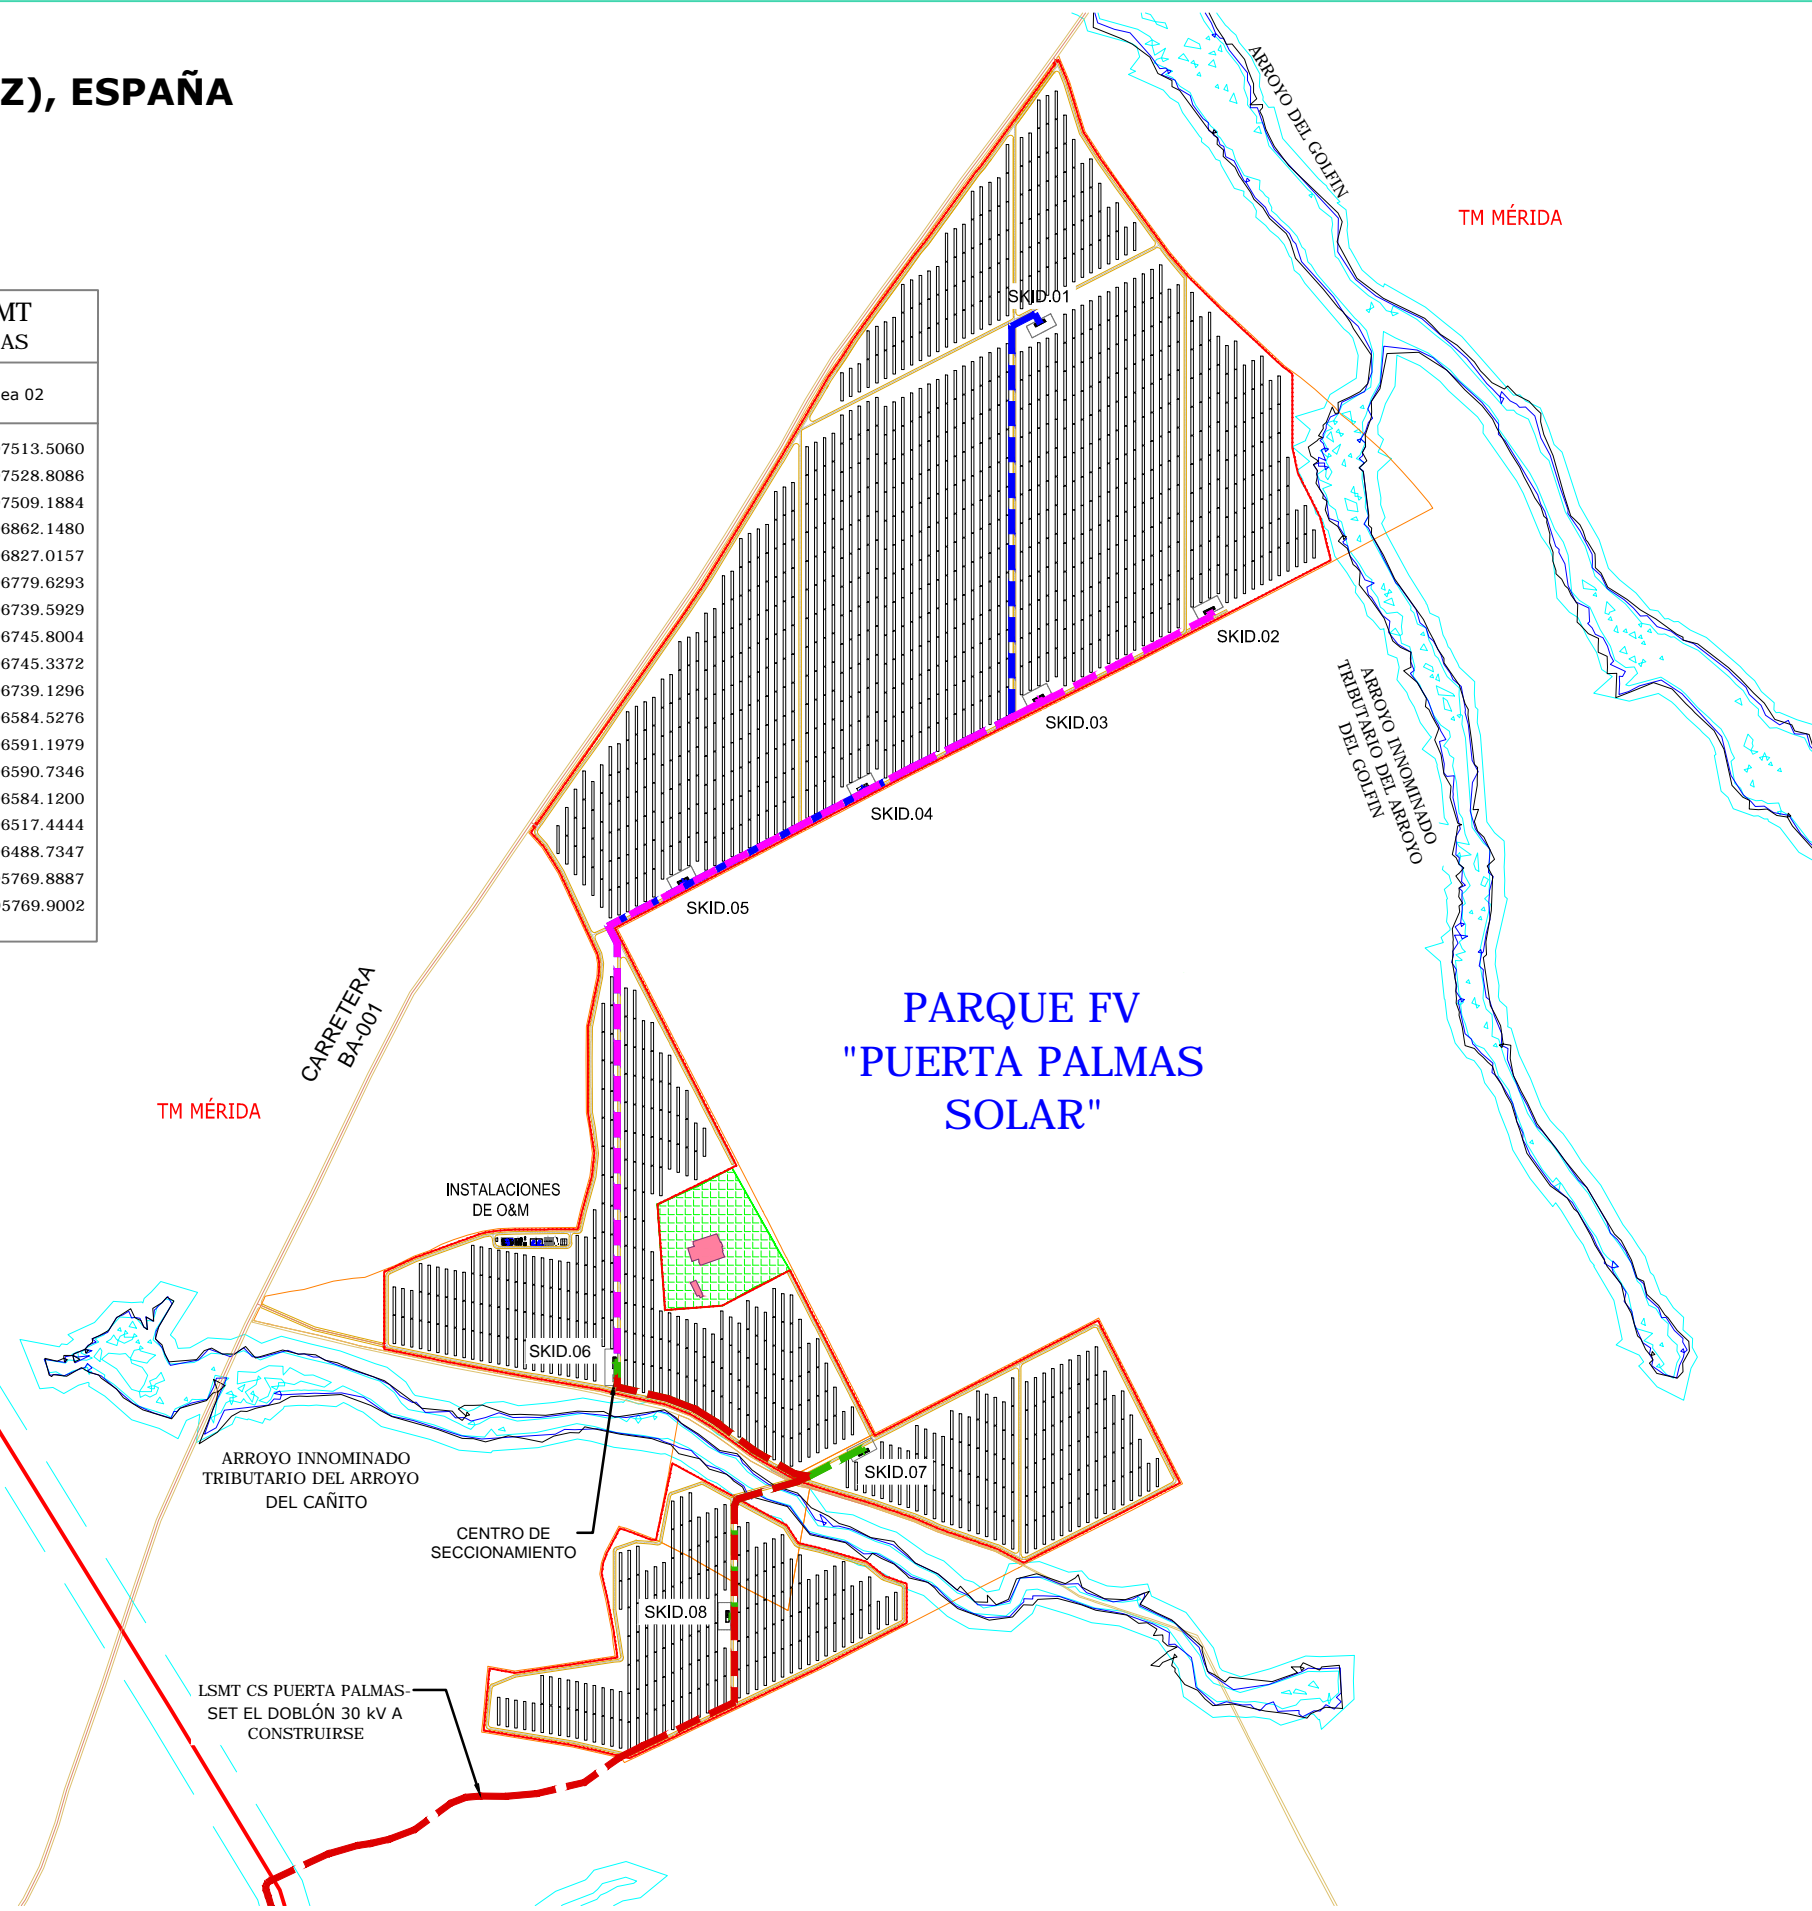 Z), ESPAÑA
ARROYO DEL GOLFIN
TM MÉRIDA
MT
AS
ea 02
7513.5060
7528.8086
7509.1884
6862.1480
6827.0157
6779.6293
6739.5929
6745.8004
6745.3372
6739.1296
6584.5276
6591.1979
6590.7346
6584.1200
6517.4444
6488.7347
5769.8887
5769.9002
SKID.01
SKID.02
SKID.03
SKID.04
SKID.05
ARROYO INNOMINADO
TRIBUTARIO DEL ARROYO
DEL GOLFIN
CARRETERA
BA-001
PARQUE FV
"PUERTA PALMAS
SOLAR"
TM MÉRIDA
INSTALACIONES
DE O&M
SKID.06
ARROYO INNOMINADO
TRIBUTARIO DEL ARROYO
DEL CAÑITO
SKID.07
CENTRO DE
SECCIONAMIENTO
SKID.08
LSMT CS PUERTA PALMAS-
SET EL DOBLÓN 30 kV A
CONSTRUIRSE